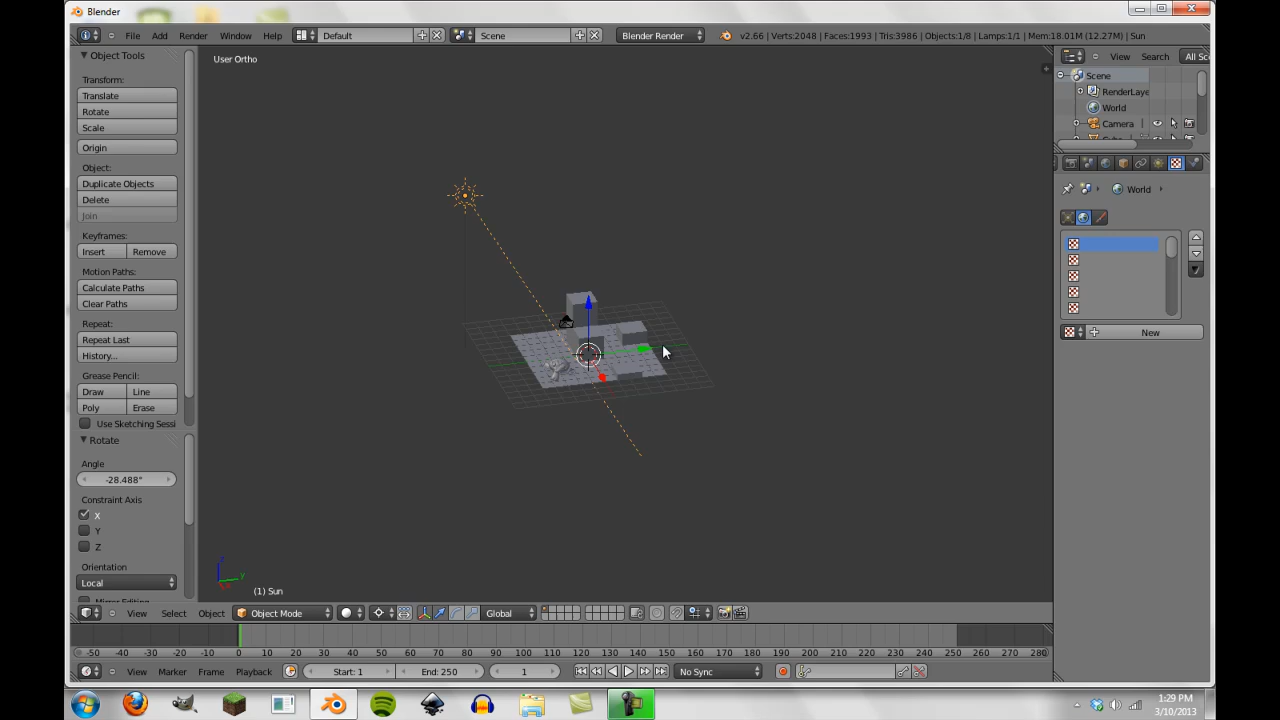 Blender
File Add Render Window Help Default Scene Blender Render v2.66 | Verts:2048 | Faces:1993 | Tris:3986 | Objects:1/8 | Lamps:1/1 | Mem:18.01M (12.27M) | Sun
Object Tools
Transform:
Translate
Rotate
Scale
Origin
Object:
Duplicate Objects
Delete
Join
Keyframes:
Insert Remove
Motion Paths:
Calculate Paths
Clear Paths
Repeat:
Repeat Last
History...
Grease Pencil:
Draw Line
Poly Erase
Use Sketching Sessi
Rotate
Angle
-28.488°
Constraint Axis
X
Y
Z
Orientation
Local
User Ortho
(1) Sun
View Search All Sc
Scene
RenderLaye
World
Camera
World
New
View Select Object Object Mode Global
-50 -40 -30 -20 -10 0 10 20 30 40 50 60 70 80 90 100 110 120 130 140 150 160 170 180 190 200 210 220 230 240 250 260 270 280
View Marker Frame Playback Start: 1 End: 250 1 No Sync
1:29 PM
3/10/2013